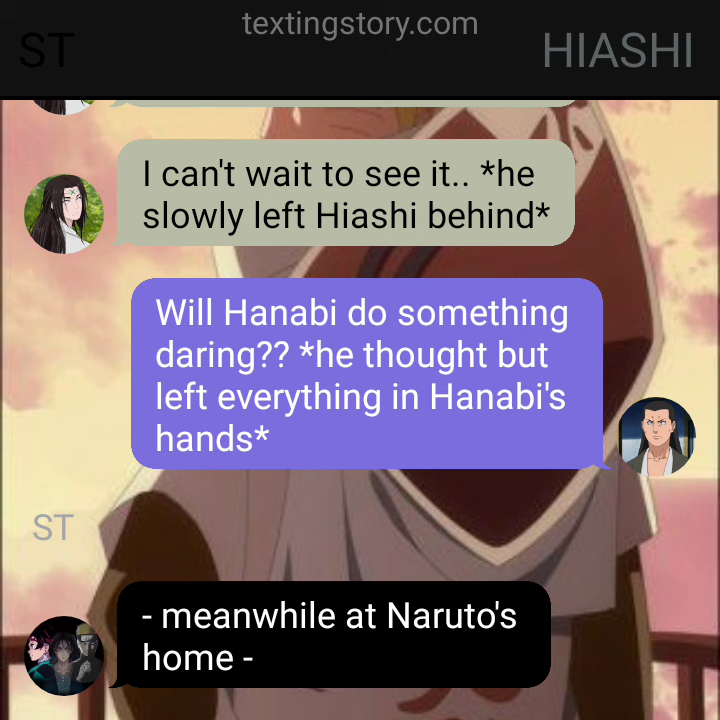 textingstory.com
ST
HIASHI
I can't wait to see it.. *he
slowly left Hiashi behind*
Will Hanabi do something
daring?? *he thought but
left everything in Hanabi's
hands*
ST
- meanwhile at Naruto's
home -